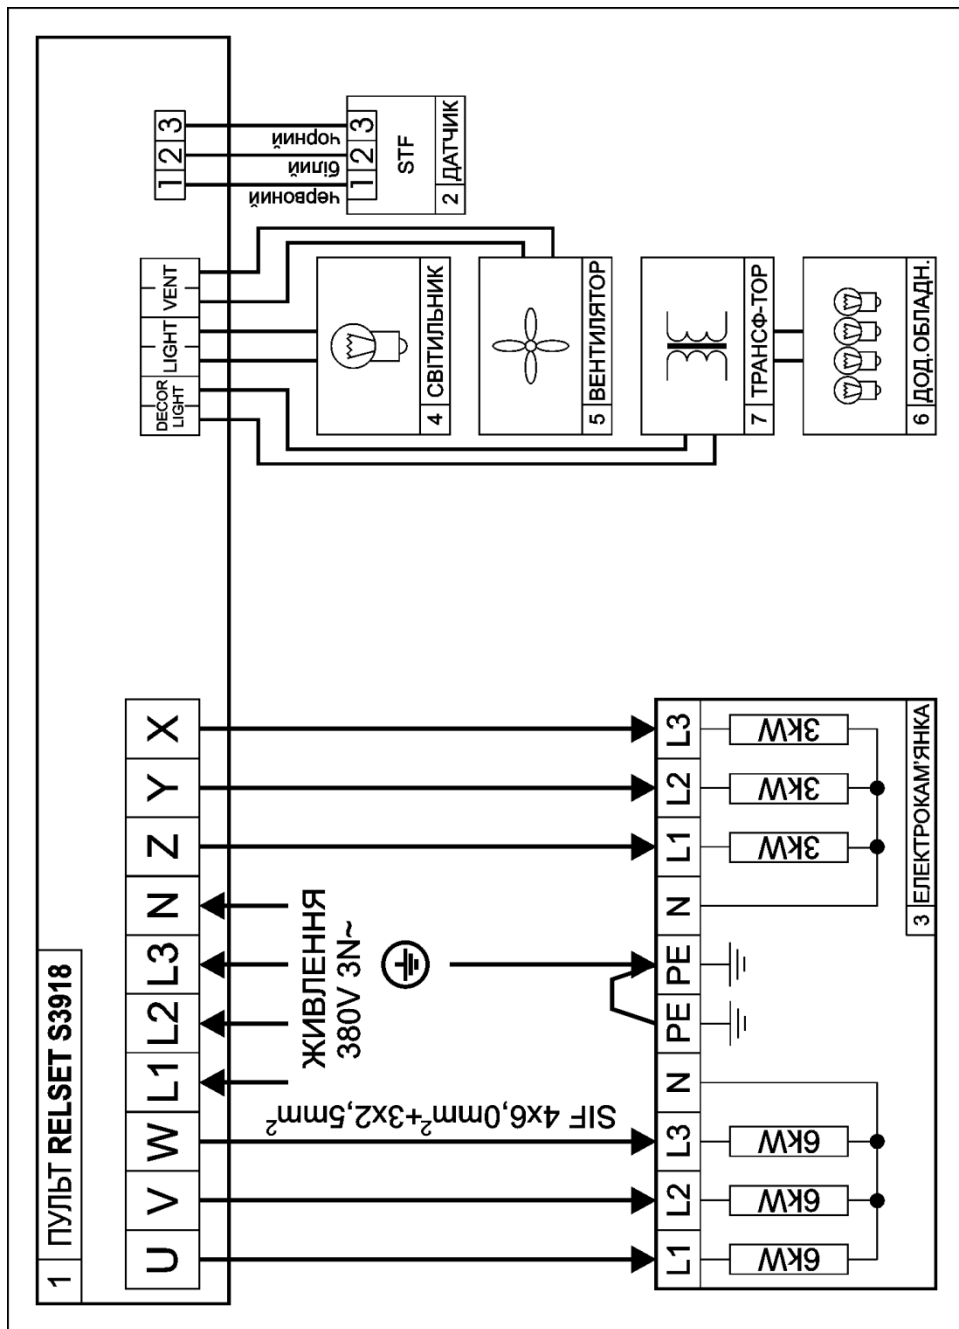 1 ПУЛЬТ RELSET S3918
U V W L1 L2 L3 N Z Y X
DECOR LIGHT
LIGHT
VENT
1 2 3
червоний
білий
чорний
1 2 3
STF
2 ДАТЧИК
4 СВІТИЛЬНИК
5 ВЕНТИЛЯТОР
7 ТРАНСФ-ТОР
6 ДОД.ОБЛАДН.
ЖИВЛЕННЯ
380V 3N~
SIF 4x6,0mm²+3x2,5mm²
L1 L2 L3 N PE PE N L1 L2 L3
6kW 6kW 6kW 3kW 3kW 3kW
3 ЕЛЕКТРОКАМ'ЯНКА